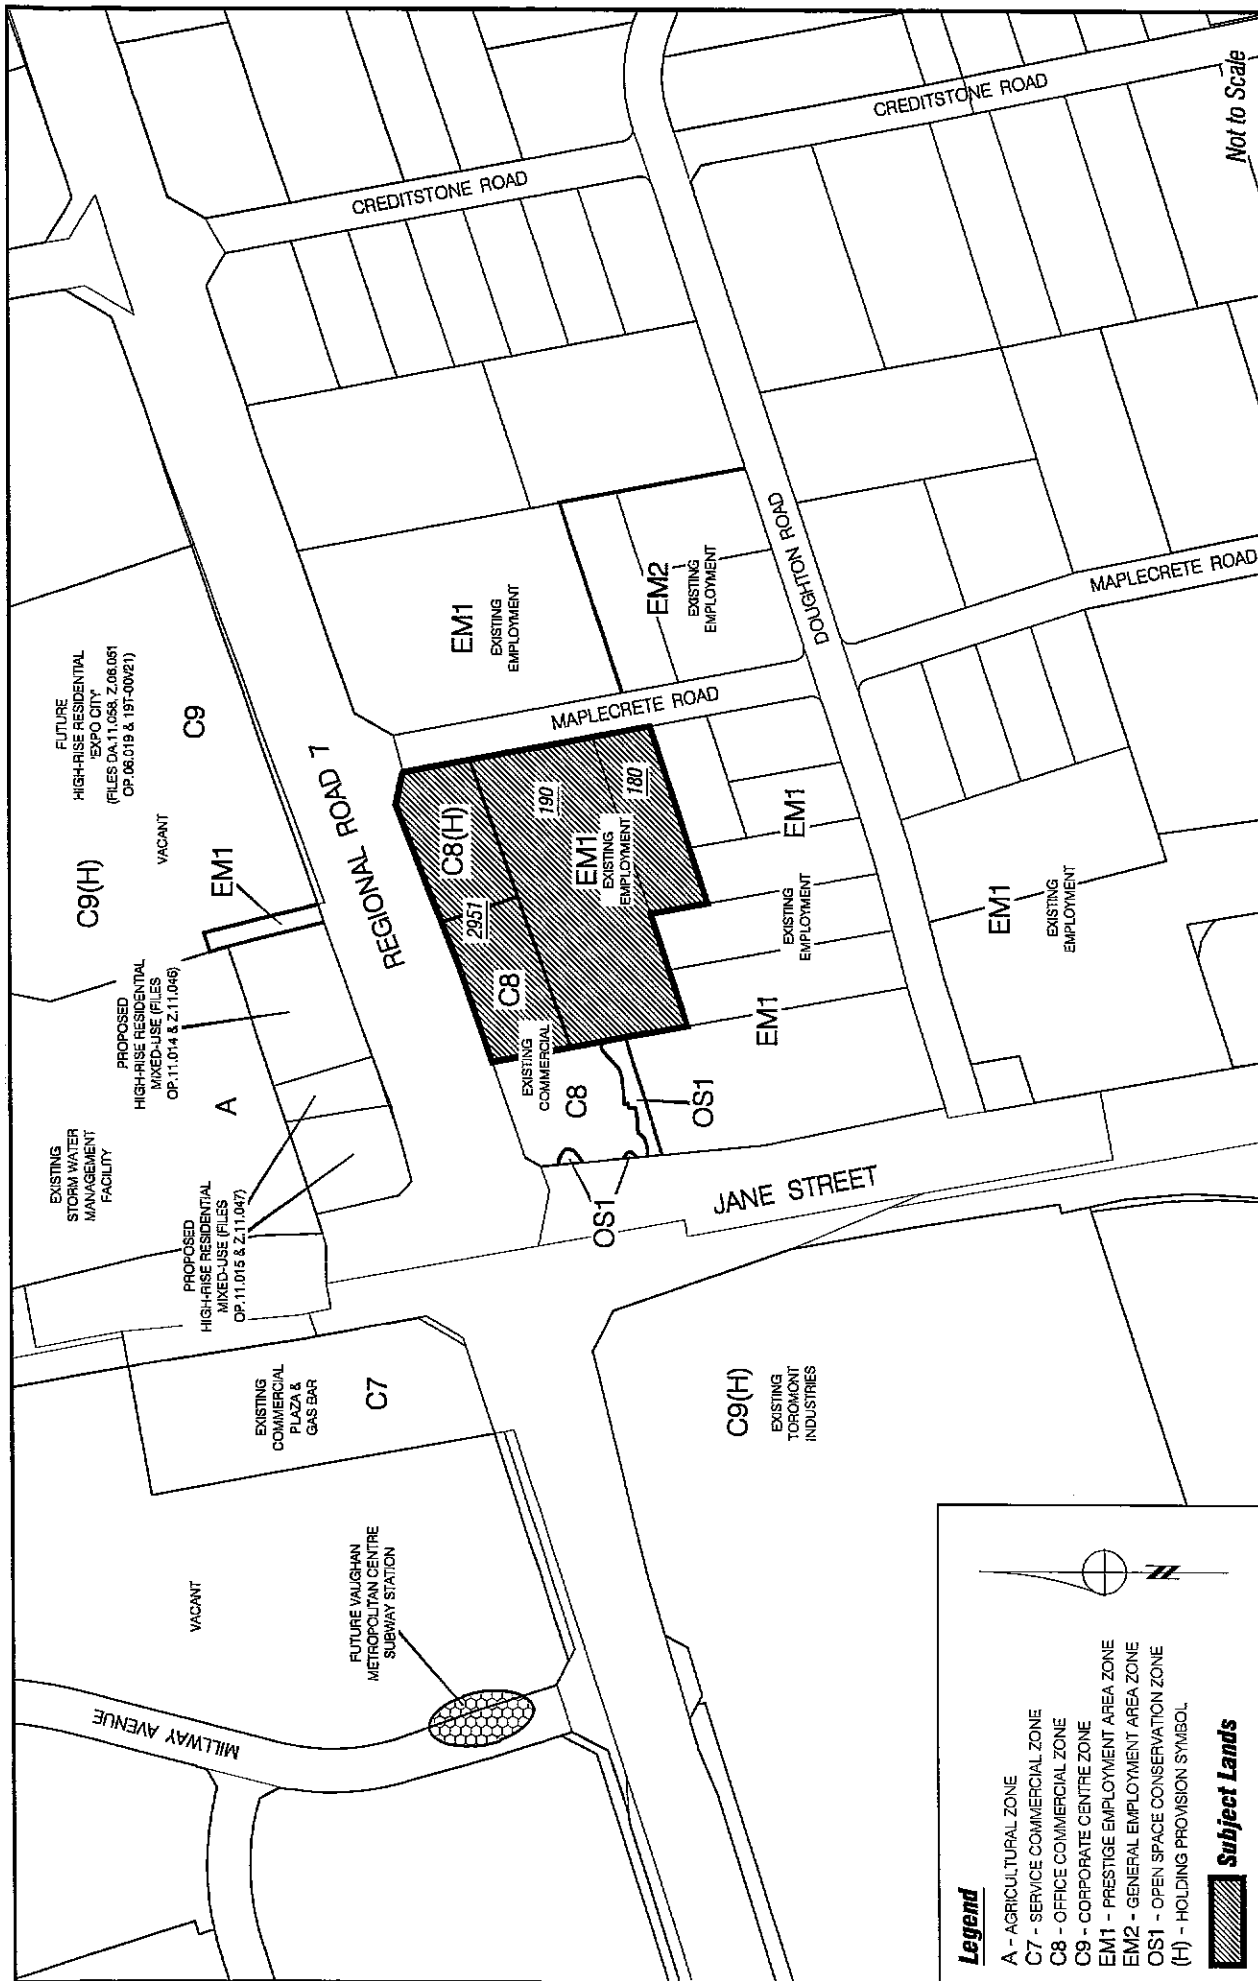 FUTURE
HIGH-RISE RESIDENTIAL
'EXPO CITY'
(FILES DA.11.058, Z.06.051
OP.06.019 & 19T-00V21)
C9
C9(H)
VACANT
EM1
PROPOSED
HIGH-RISE RESIDENTIAL
MIXED-USE (FILES
OP.11.014 & Z.11.046)
A
EXISTING
STORM WATER
MANAGEMENT
FACILITY
PROPOSED
HIGH-RISE RESIDENTIAL
MIXED-USE (FILES
OP.11.015 & Z.11.047)
EXISTING
COMMERCIAL
PLAZA &
GAS BAR
C7
VACANT
MILLWAY AVENUE
FUTURE VAUGHAN
METROPOLITAN CENTRE
SUBWAY STATION
REGIONAL ROAD 7
CREDITSTONE ROAD
CREDITSTONE ROAD
EM1
EXISTING
EMPLOYMENT
EM2
EXISTING
EMPLOYMENT
MAPLECRETE ROAD
DOUGHTON ROAD
MAPLECRETE ROAD
C8(H)
2951
C8
190
180
EM1
EXISTING
EMPLOYMENT
EXISTING
COMMERCIAL
C8
OS1
OS1
EM1
EM1
EXISTING
EMPLOYMENT
EM1
EXISTING
EMPLOYMENT
JANE STREET
C9(H)
EXISTING
TOROMONT
INDUSTRIES
Not to Scale
Legend
A - AGRICULTURAL ZONE
C7 - SERVICE COMMERCIAL ZONE
C8 - OFFICE COMMERCIAL ZONE
C9 - CORPORATE CENTRE ZONE
EM1 - PRESTIGE EMPLOYMENT AREA ZONE
EM2 - GENERAL EMPLOYMENT AREA ZONE
OS1 - OPEN SPACE CONSERVATION ZONE
(H) - HOLDING PROVISION SYMBOL
Subject Lands
N